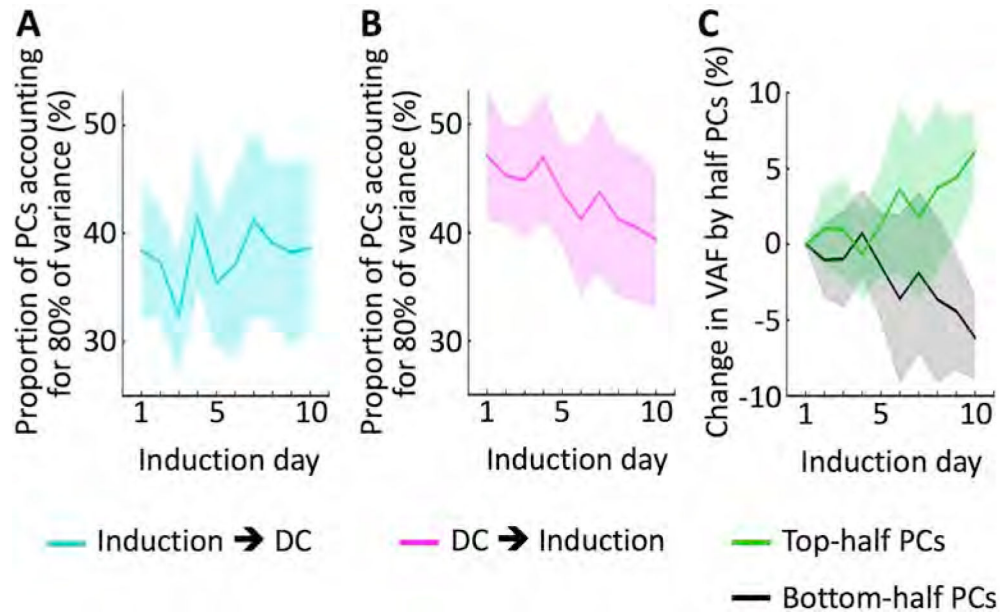 A
Proportion of PCs accounting
for 80% of variance (%)
50
40
30
1
5
10
Induction day
B
Proportion of PCs accounting
for 80% of variance (%)
50
40
30
1
5
10
Induction day
C
Change in VAF by half PCs (%)
10
5
0
-5
-10
1
5
10
Induction day
Induction ➔ DC
DC ➔ Induction
Top-half PCs
Bottom-half PCs